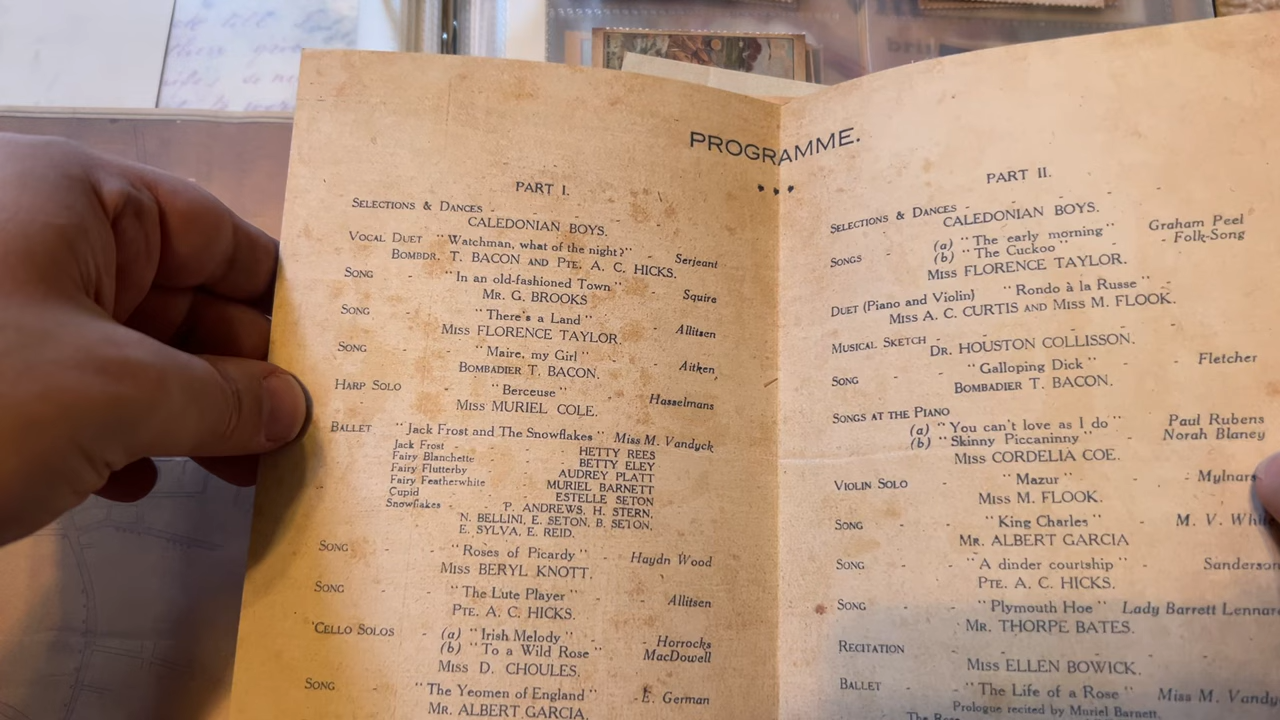 PROGRAMME.
PART I.
SELECTIONS & DANCES -
CALEDONIAN BOYS.
VOCAL DUET "Watchman, what of the night?" - Serjeant
BOMBDR. T. BACON AND PTE. A. C. HICKS.
SONG - "In an old-fashioned Town" - Squire
MR. G. BROOKS
SONG - "There's a Land" - Allitsen
MISS FLORENCE TAYLOR.
SONG - "Maire, my Girl" - Aitken
BOMBADIER T. BACON.
HARP SOLO - "Berceuse" - Hasselmans
MISS MURIEL COLE.
BALLET "Jack Frost and The Snowflakes" Miss M. Vandyck
Jack Frost - HETTY REES
Fairy Blanchette - BETTY ELEY
Fairy Flutterby - AUDREY PLATT
Fairy Featherwhite - MURIEL BARNETT
Cupid - ESTELLE SETON
Snowflakes - P. ANDREWS, H. STERN,
N. BELLINI, E. SETON, B. SETON,
E. SYLVA, E. REID.
SONG - "Roses of Picardy" - Haydn Wood
MISS BERYL KNOTT.
SONG - "The Lute Player" - Allitsen
PTE. A. C. HICKS.
'CELLO SOLOS (a) "Irish Melody" - Horrocks
(b) "To a Wild Rose" - MacDowell
MISS D. CHOULES.
SONG - "The Yeomen of England" - E. German
MR. ALBERT GARCIA.
PART II.
SELECTIONS & DANCES -
CALEDONIAN BOYS.
SONGS - (a) "The early morning" Graham Peel
(b) "The Cuckoo" - Folk-Song
MISS FLORENCE TAYLOR.
DUET (Piano and Violin) "Rondo à la Russe" -
MISS A. C. CURTIS AND MISS M. FLOOK.
MUSICAL SKETCH -
DR. HOUSTON COLLISSON.
SONG - "Galloping Dick" - Fletcher
BOMBADIER T. BACON.
SONGS AT THE PIANO
(a) "You can't love as I do" Paul Rubens
(b) "Skinny Piccaninny" Norah Blaney
MISS CORDELIA COE.
VIOLIN SOLO - "Mazur" - Mylnars
MISS M. FLOOK.
SONG - "King Charles" - M. V. White
MR. ALBERT GARCIA
SONG - "A dinder courtship" - Sanderson
PTE. A. C. HICKS.
SONG - "Plymouth Hoe" Lady Barrett Lennar
MR. THORPE BATES.
RECITATION -
MISS ELLEN BOWICK.
BALLET - "The Life of a Rose" Miss M. Vandy
Prologue recited by Muriel Barnett.